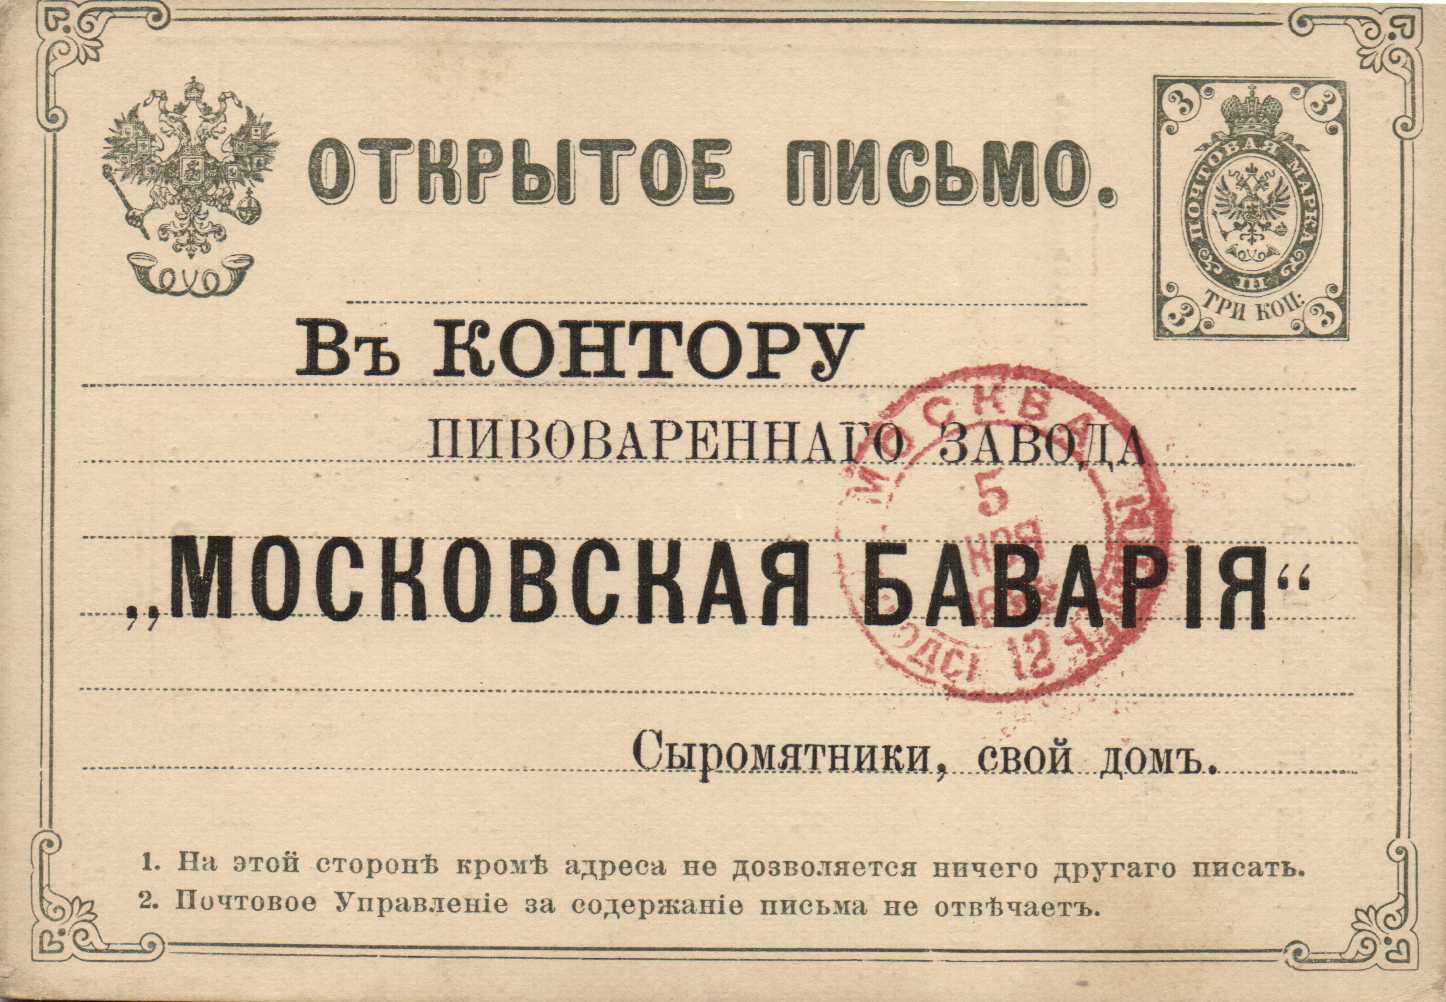 ОТКРЫТОЕ ПИСЬМО.
3 3
ПОЧТОВАЯ МАРКА
ТРИ КОП:
3 3
Въ КОНТОРУ
ПИВОВАРЕННАГО ЗАВОДА
„МОСКОВСКАЯ БАВАРІЯ“
Сыромятники, свой домъ.
МОСКВА
5
НОЯ
12
1. На этой сторонѣ кромѣ адреса не дозволяется ничего другаго писать.
2. Почтовое Управленіе за содержаніе письма не отвѣчаетъ.